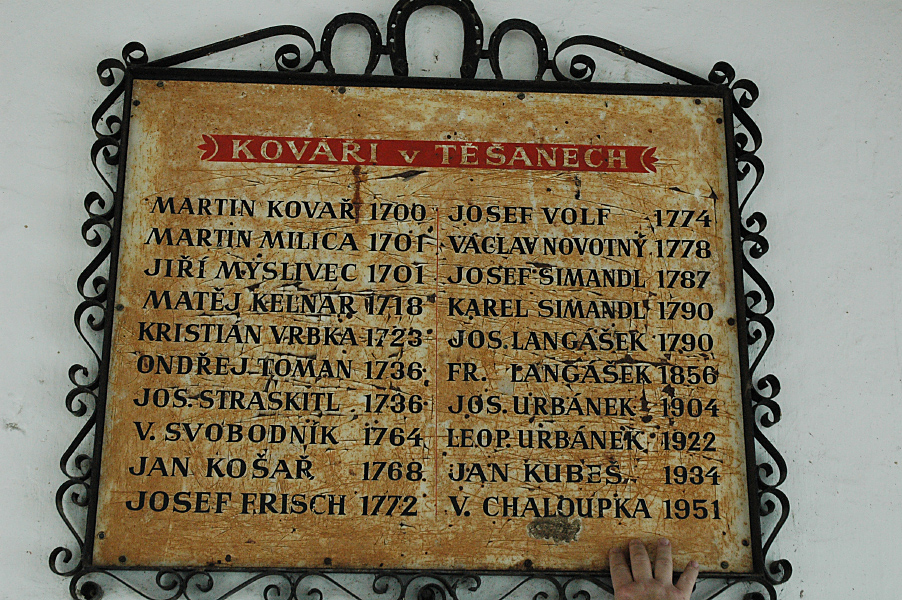 KOVÁŘI v TĚŠANECH
MARTIN KOVAŘ 1700
MARTIN MILICA 1701
JIŘÍ MYSLIVEC 1701
MATĚJ KELNAR 1718
KRISTIÁN VRBKA 1723
ONDŘEJ TOMAN 1736
JOS. STRASKITL 1736
V. SVOBODNÍK 1764
JAN KOŠAŘ 1768
JOSEF FRISCH 1772
JOSEF VOLF 1774
VÁCLAV NOVOTNÝ 1778
JOSEF SIMANDL 1787
KAREL SIMANDL 1790
JOS. LANGÁŠEK 1790
FR. LANGÁŠEK 1856
JOS. URBÁNEK 1904
LEOP. URBÁNEK 1922
JAN KUBEŠ 1934
V. CHALOUPKA 1951